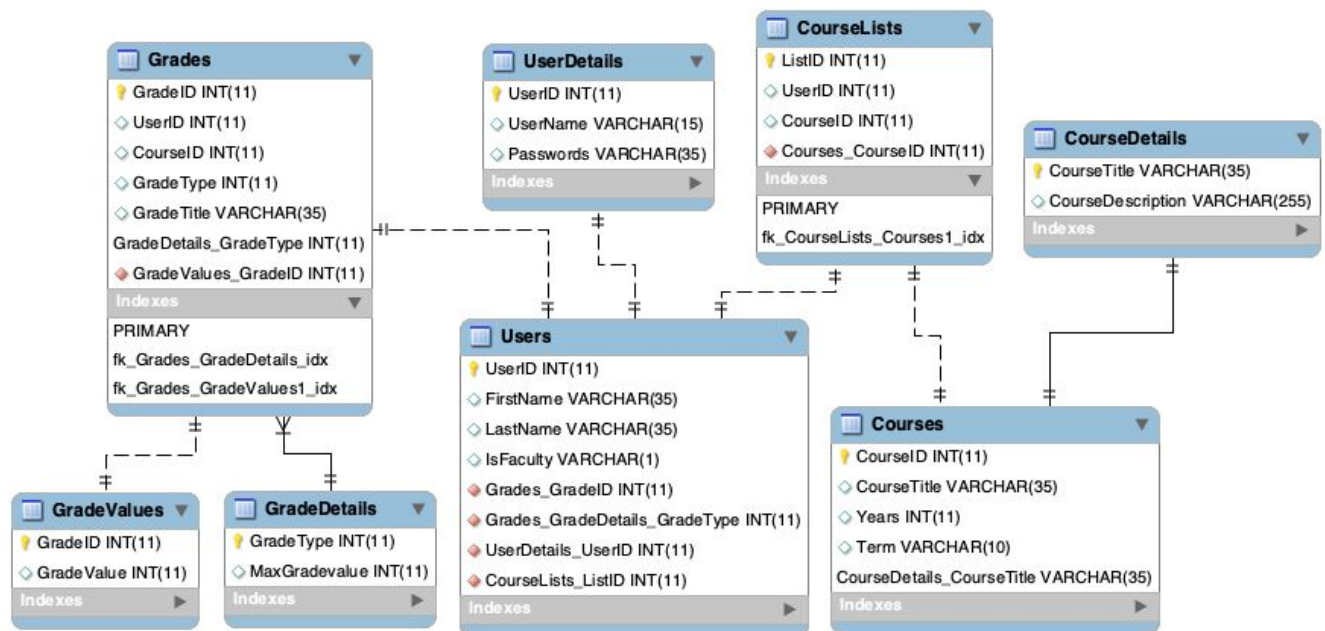 Grades
GradeID INT(11)
UserID INT(11)
CourseID INT(11)
GradeType INT(11)
GradeTitle VARCHAR(35)
GradeDetails_GradeType INT(11)
GradeValues_GradeID INT(11)
Indexes
PRIMARY
fk_Grades_GradeDetails_idx
fk_Grades_GradeValues1_idx
UserDetails
UserID INT(11)
UserName VARCHAR(15)
Passwords VARCHAR(35)
Indexes
CourseLists
ListID INT(11)
UserID INT(11)
CourseID INT(11)
Courses_CourseID INT(11)
Indexes
PRIMARY
fk_CourseLists_Courses1_idx
CourseDetails
CourseTitle VARCHAR(35)
CourseDescription VARCHAR(255)
Indexes
GradeValues
GradeID INT(11)
GradeValue INT(11)
Indexes
GradeDetails
GradeType INT(11)
MaxGradevalue INT(11)
Indexes
Users
UserID INT(11)
FirstName VARCHAR(35)
LastName VARCHAR(35)
IsFaculty VARCHAR(1)
Grades_GradeID INT(11)
Grades_GradeDetails_GradeType INT(11)
UserDetails_UserID INT(11)
CourseLists_ListID INT(11)
Indexes
Courses
CourseID INT(11)
CourseTitle VARCHAR(35)
Years INT(11)
Term VARCHAR(10)
CourseDetails_CourseTitle VARCHAR(35)
Indexes